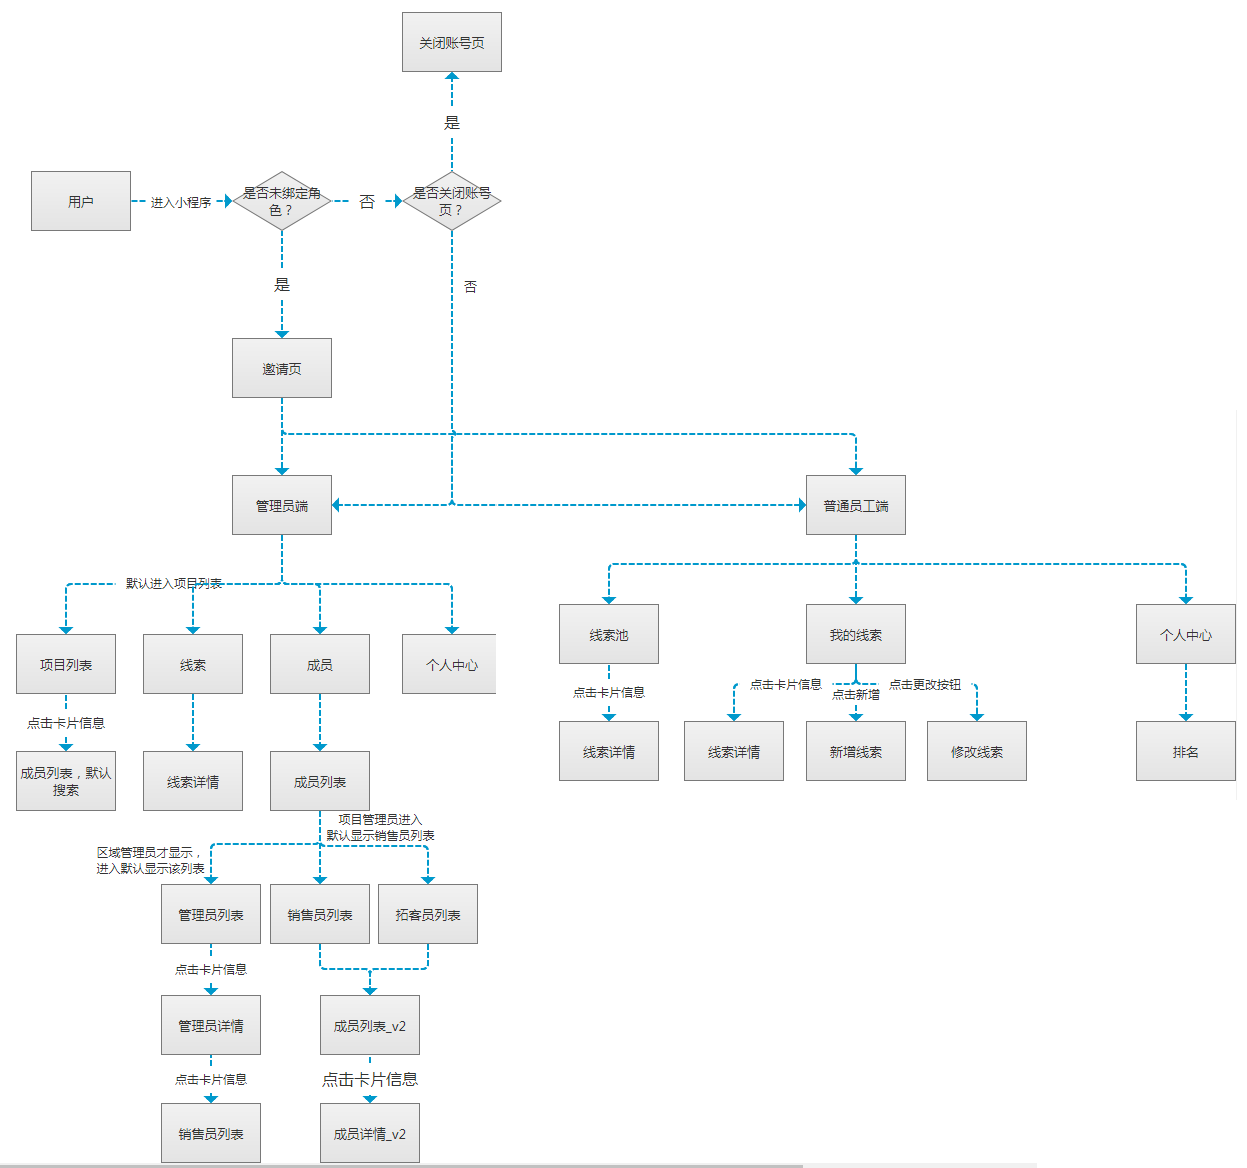 关闭账号页
是
用户
进入小程序
是否未绑定角
色？
否
是否关闭账号
页？
是
否
邀请页
管理员端
普通员工端
默认进入项目列表
线索池
我的线索
个人中心
项目列表
线索
成员
个人中心
点击卡片信息
点击卡片信息
点击新增
点击更改按钮
点击卡片信息
线索详情
线索详情
新增线索
修改线索
排名
成员列表，默认
搜索
线索详情
成员列表
项目管理员进入
默认显示销售员列表
区域管理员才显示，
进入默认显示该列表
管理员列表
销售员列表
拓客员列表
点击卡片信息
管理员详情
成员列表_v2
点击卡片信息
点击卡片信息
销售员列表
成员详情_v2